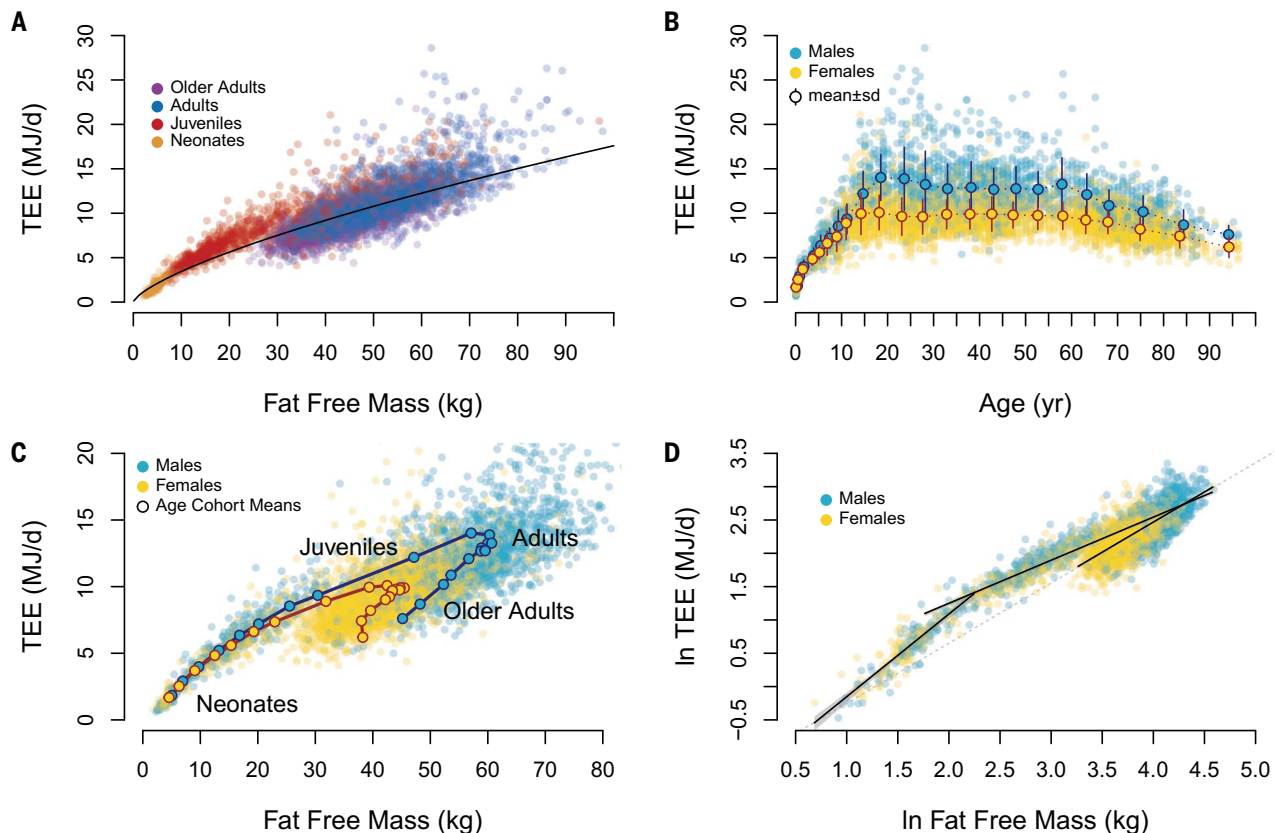 A
TEE (MJ/d)
30
25
20
15
10
5
0
Older Adults
Adults
Juveniles
Neonates
0 10 20 30 40 50 60 70 80 90
Fat Free Mass (kg)
B
TEE (MJ/d)
30
25
20
15
10
5
0
Males
Females
mean±sd
0 10 20 30 40 50 60 70 80 90
Age (yr)
C
TEE (MJ/d)
20
15
10
5
0
Males
Females
Age Cohort Means
Juveniles
Adults
Older Adults
Neonates
0 10 20 30 40 50 60 70 80
Fat Free Mass (kg)
D
ln TEE (MJ/d)
3.5
2.5
1.5
0.5
−0.5
Males
Females
0.5 1.0 1.5 2.0 2.5 3.0 3.5 4.0 4.5 5.0
ln Fat Free Mass (kg)